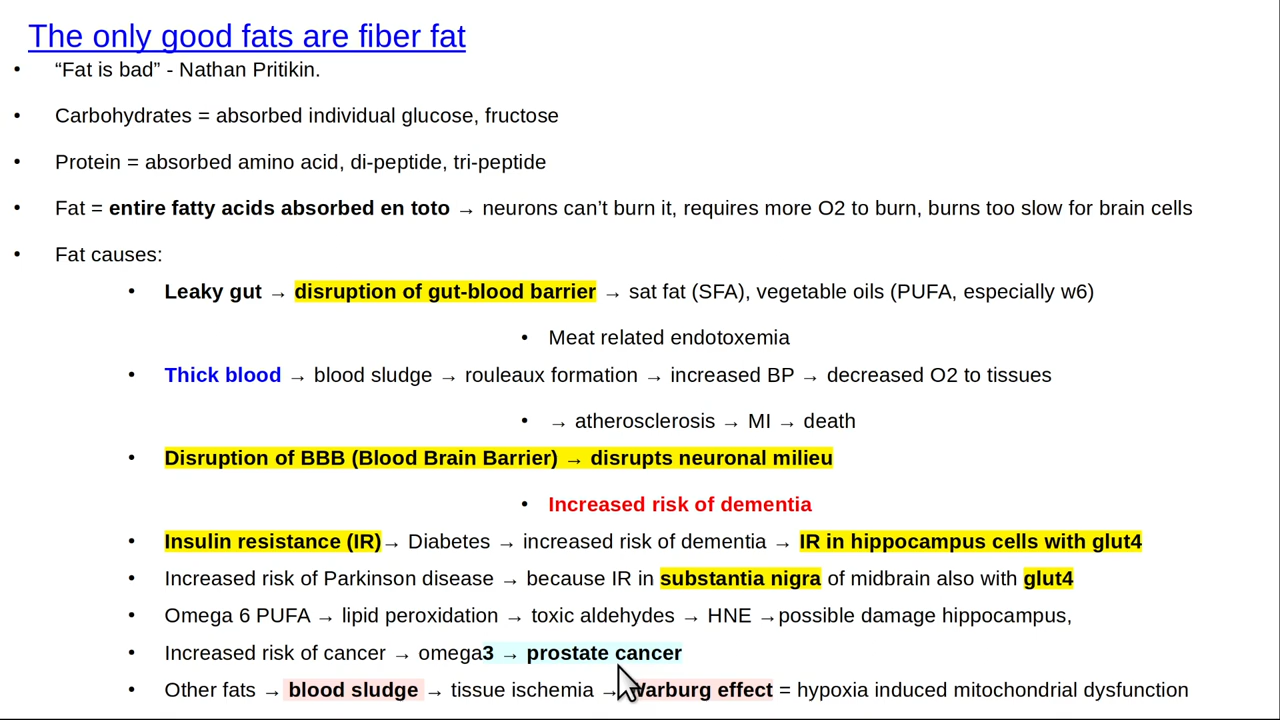 The only good fats are fiber fat
• “Fat is bad” - Nathan Pritikin.
• Carbohydrates = absorbed individual glucose, fructose
• Protein = absorbed amino acid, di-peptide, tri-peptide
• Fat = entire fatty acids absorbed en toto → neurons can’t burn it, requires more O2 to burn, burns too slow for brain cells
• Fat causes:
• Leaky gut → disruption of gut-blood barrier → sat fat (SFA), vegetable oils (PUFA, especially w6)
• Meat related endotoxemia
• Thick blood → blood sludge → rouleaux formation → increased BP → decreased O2 to tissues
• → atherosclerosis → MI → death
• Disruption of BBB (Blood Brain Barrier) → disrupts neuronal milieu
• Increased risk of dementia
• Insulin resistance (IR)→ Diabetes → increased risk of dementia → IR in hippocampus cells with glut4
• Increased risk of Parkinson disease → because IR in substantia nigra of midbrain also with glut4
• Omega 6 PUFA → lipid peroxidation → toxic aldehydes → HNE →possible damage hippocampus,
• Increased risk of cancer → omega3 → prostate cancer
• Other fats → blood sludge → tissue ischemia → Warburg effect = hypoxia induced mitochondrial dysfunction